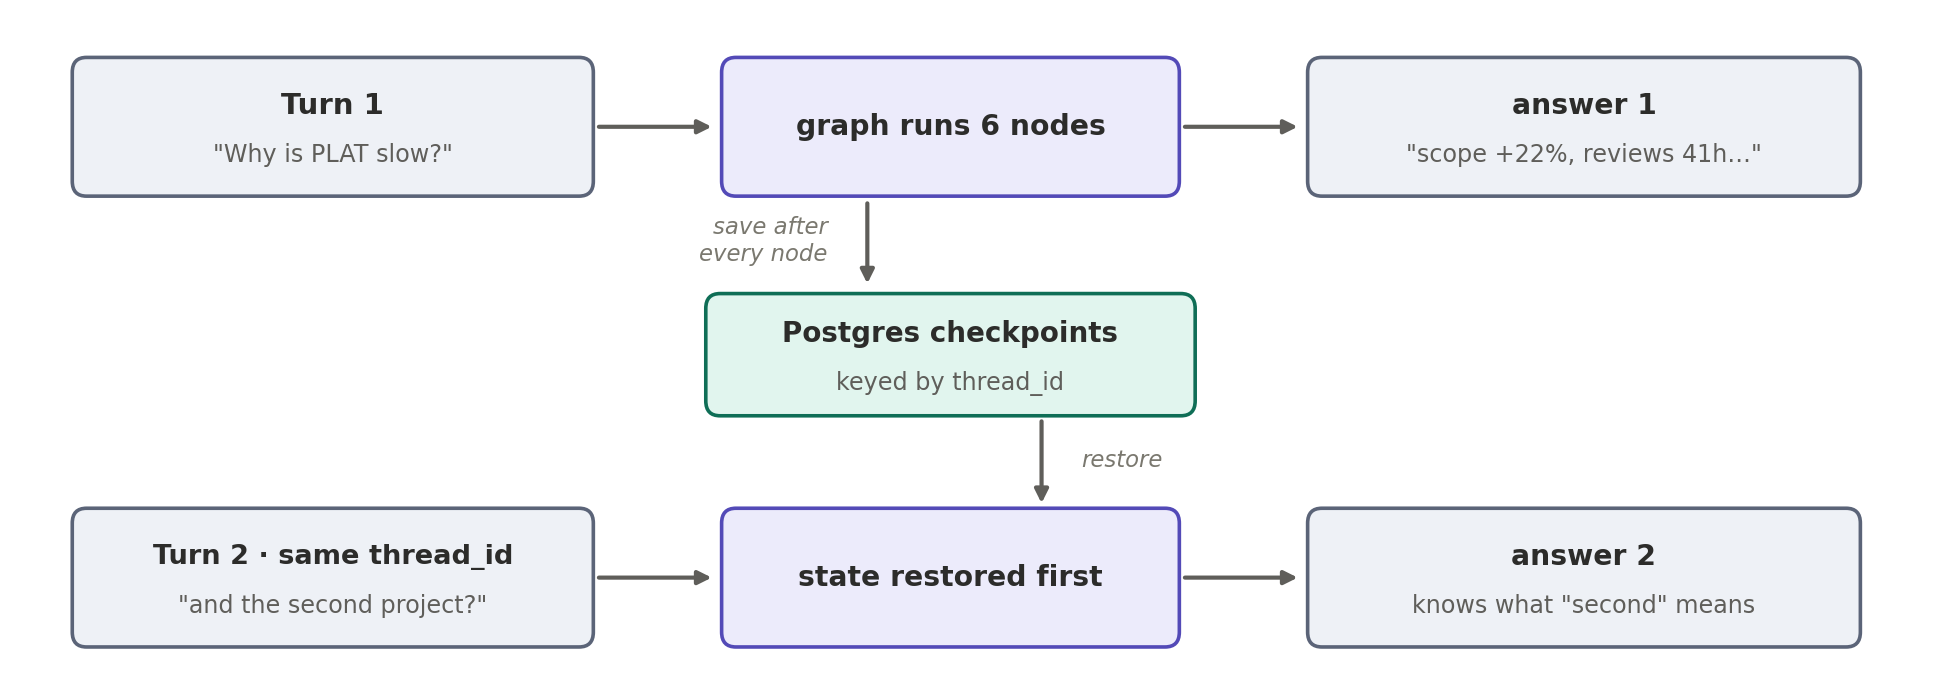 Turn 1
"Why is PLAT slow?"
graph runs 6 nodes
answer 1
"scope +22%, reviews 41h…"
save after
every node
Postgres checkpoints
keyed by thread_id
restore
Turn 2 · same thread_id
"and the second project?"
state restored first
answer 2
knows what "second" means